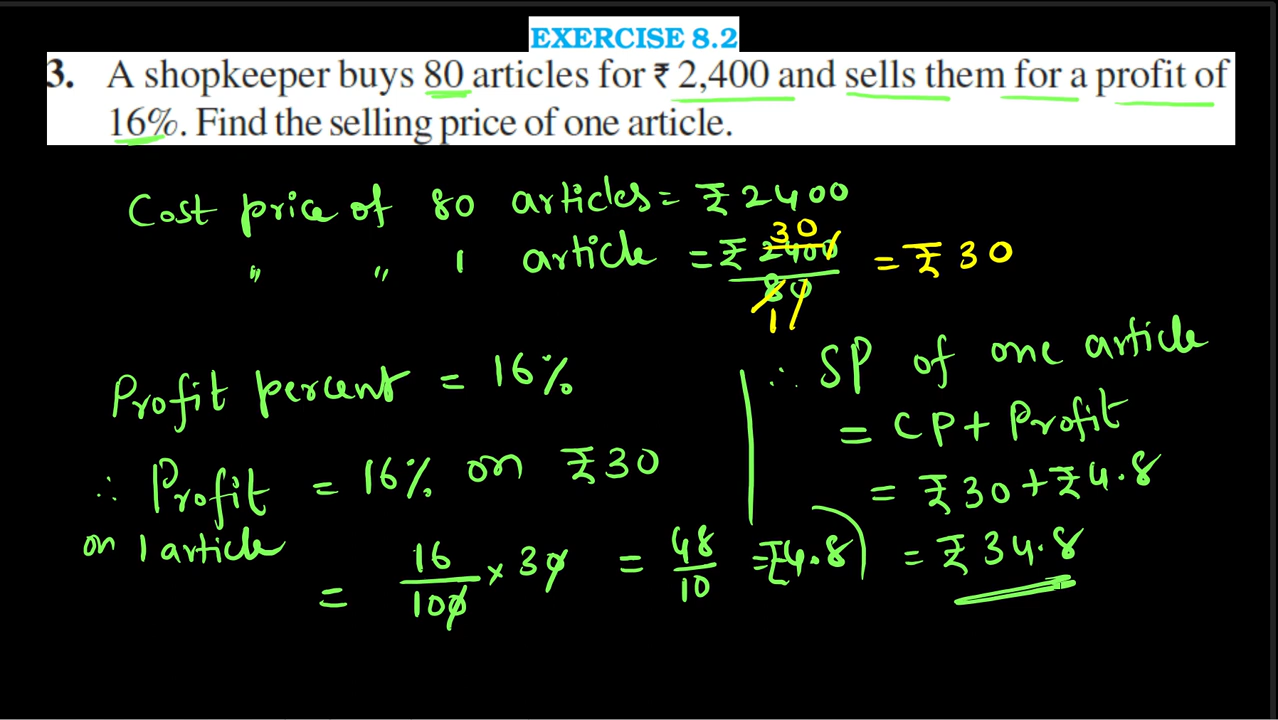 EXERCISE 8.2
3. A shopkeeper buys 80 articles for ₹ 2,400 and sells them for a profit of
16%. Find the selling price of one article.
Cost price of 80 articles = ₹ 2400
〃 〃 1 article = ₹ 2400/80 = ₹ 30
30
1
Profit percent = 16%
∴ Profit = 16% on ₹30
on 1 article
= 16/100 × 30 = 48/10 = ₹4.8
∴ SP of one article
= CP + Profit
= ₹30 + ₹4.8
= ₹34.8